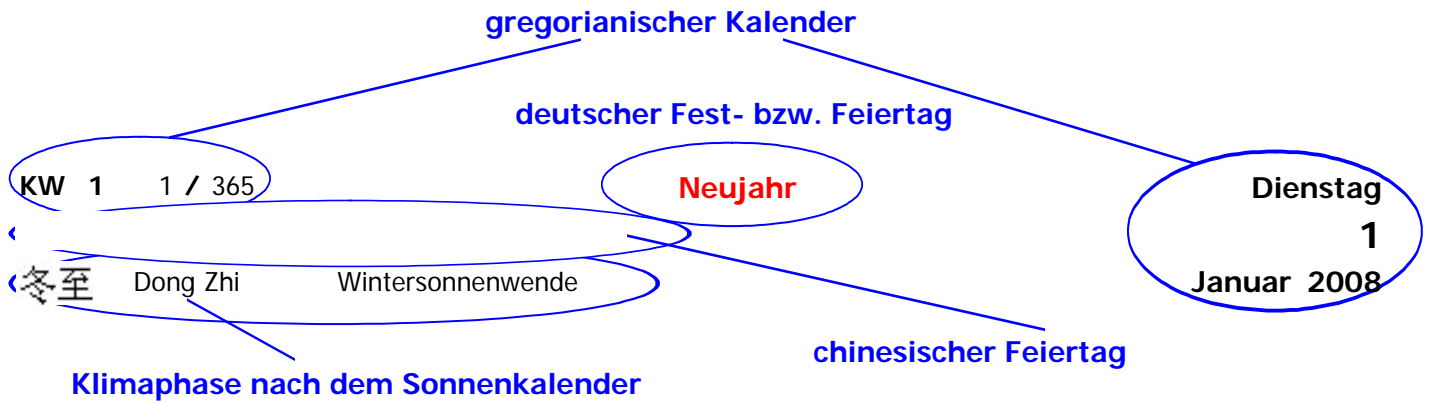 gregorianischer Kalender
deutscher Fest- bzw. Feiertag
KW 1 1 / 365 Neujahr Dienstag
1
冬至 Dong Zhi Wintersonnenwende Januar 2008
chinesischer Feiertag
Klimaphase nach dem Sonnenkalender